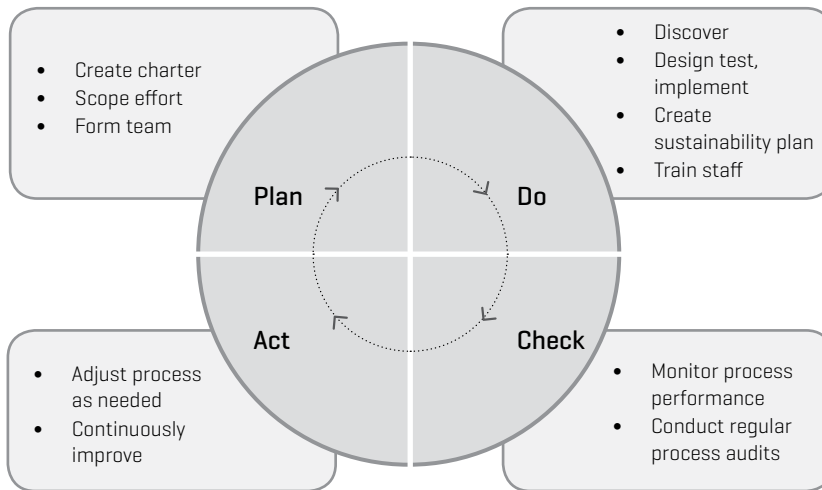 • Create charter
• Scope effort
• Form team
• Discover
• Design test,
implement
• Create
sustainability plan
• Train staff
Plan
Do
Act
Check
• Adjust process
as needed
• Continuously
improve
• Monitor process
performance
• Conduct regular
process audits